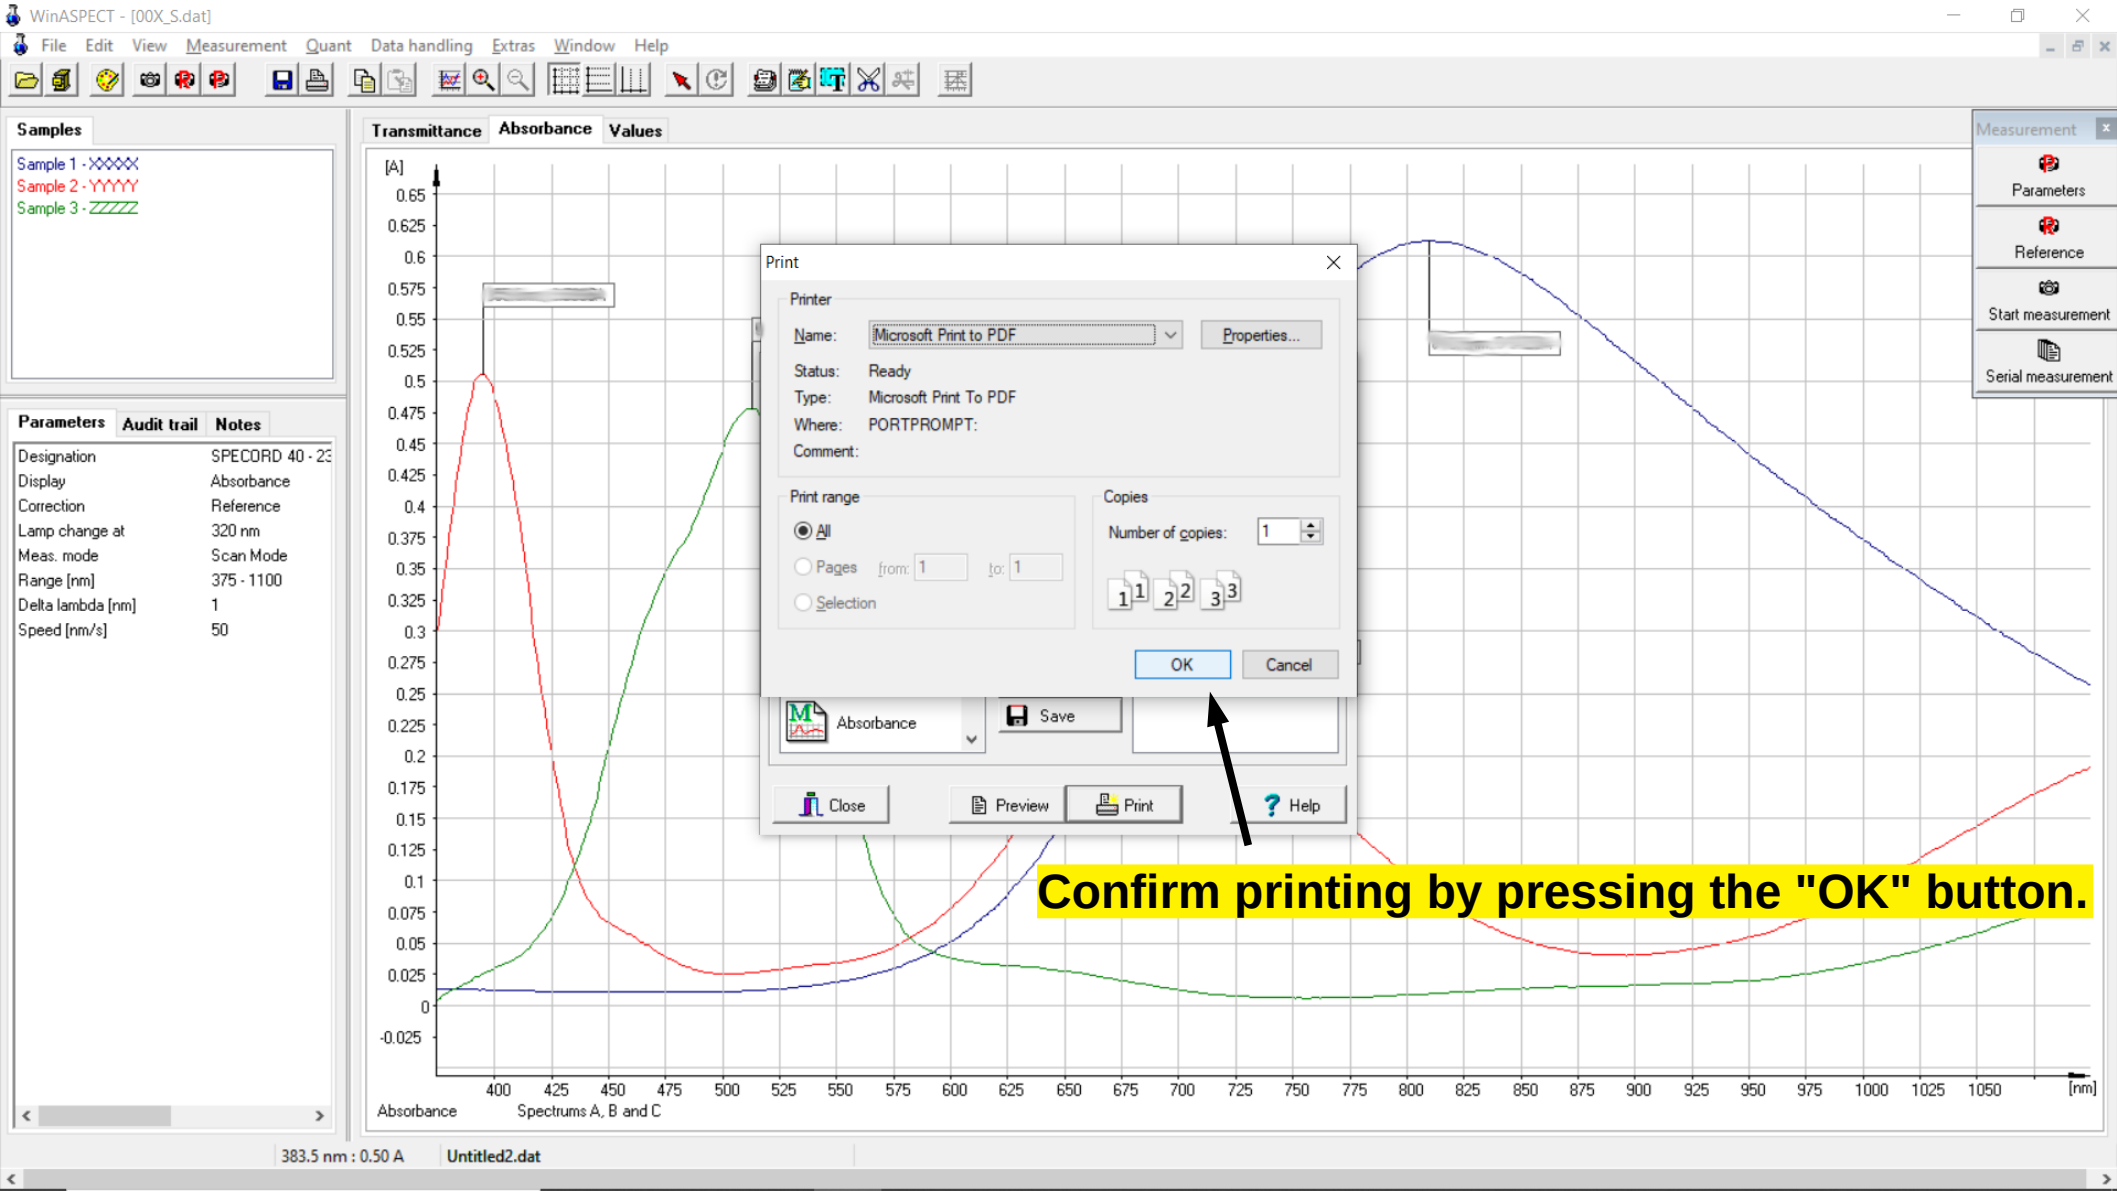 WinASPECT - [00X_S.dat]
File Edit View Measurement Quant Data handling Extras Window Help
Samples
Sample 1 - XXXXX
Sample 2 - YYYYY
Sample 3 - ZZZZZ
Parameters Audit trail Notes
Designation SPECORD 40 - 23
Display Absorbance
Correction Reference
Lamp change at 320 nm
Meas. mode Scan Mode
Range [nm] 375 - 1100
Delta lambda [nm] 1
Speed [nm/s] 50
Transmittance Absorbance Values
[A]
0.65
0.625
0.6
0.575
0.55
0.525
0.5
0.475
0.45
0.425
0.4
0.375
0.35
0.325
0.3
0.275
0.25
0.225
0.2
0.175
0.15
0.125
0.1
0.075
0.05
0.025
0
-0.025
400 425 450 475 500 525 550 575 600 625 650 675 700 725 750 775 800 825 850 875 900 925 950 975 1000 1025 1050 [nm]
Absorbance Spectrums A, B and C
Print
Printer
Name: Microsoft Print to PDF Properties...
Status: Ready
Type: Microsoft Print To PDF
Where: PORTPROMPT:
Comment:
Print range
All
Pages from: 1 to: 1
Selection
Copies
Number of copies: 1
1 1 2 2 3 3
OK Cancel
M Absorbance Save
Close Preview Print ? Help
Confirm printing by pressing the "OK" button.
Measurement x
P
Parameters
R
Reference
Start measurement
Serial measurement
383.5 nm : 0.50 A Untitled2.dat